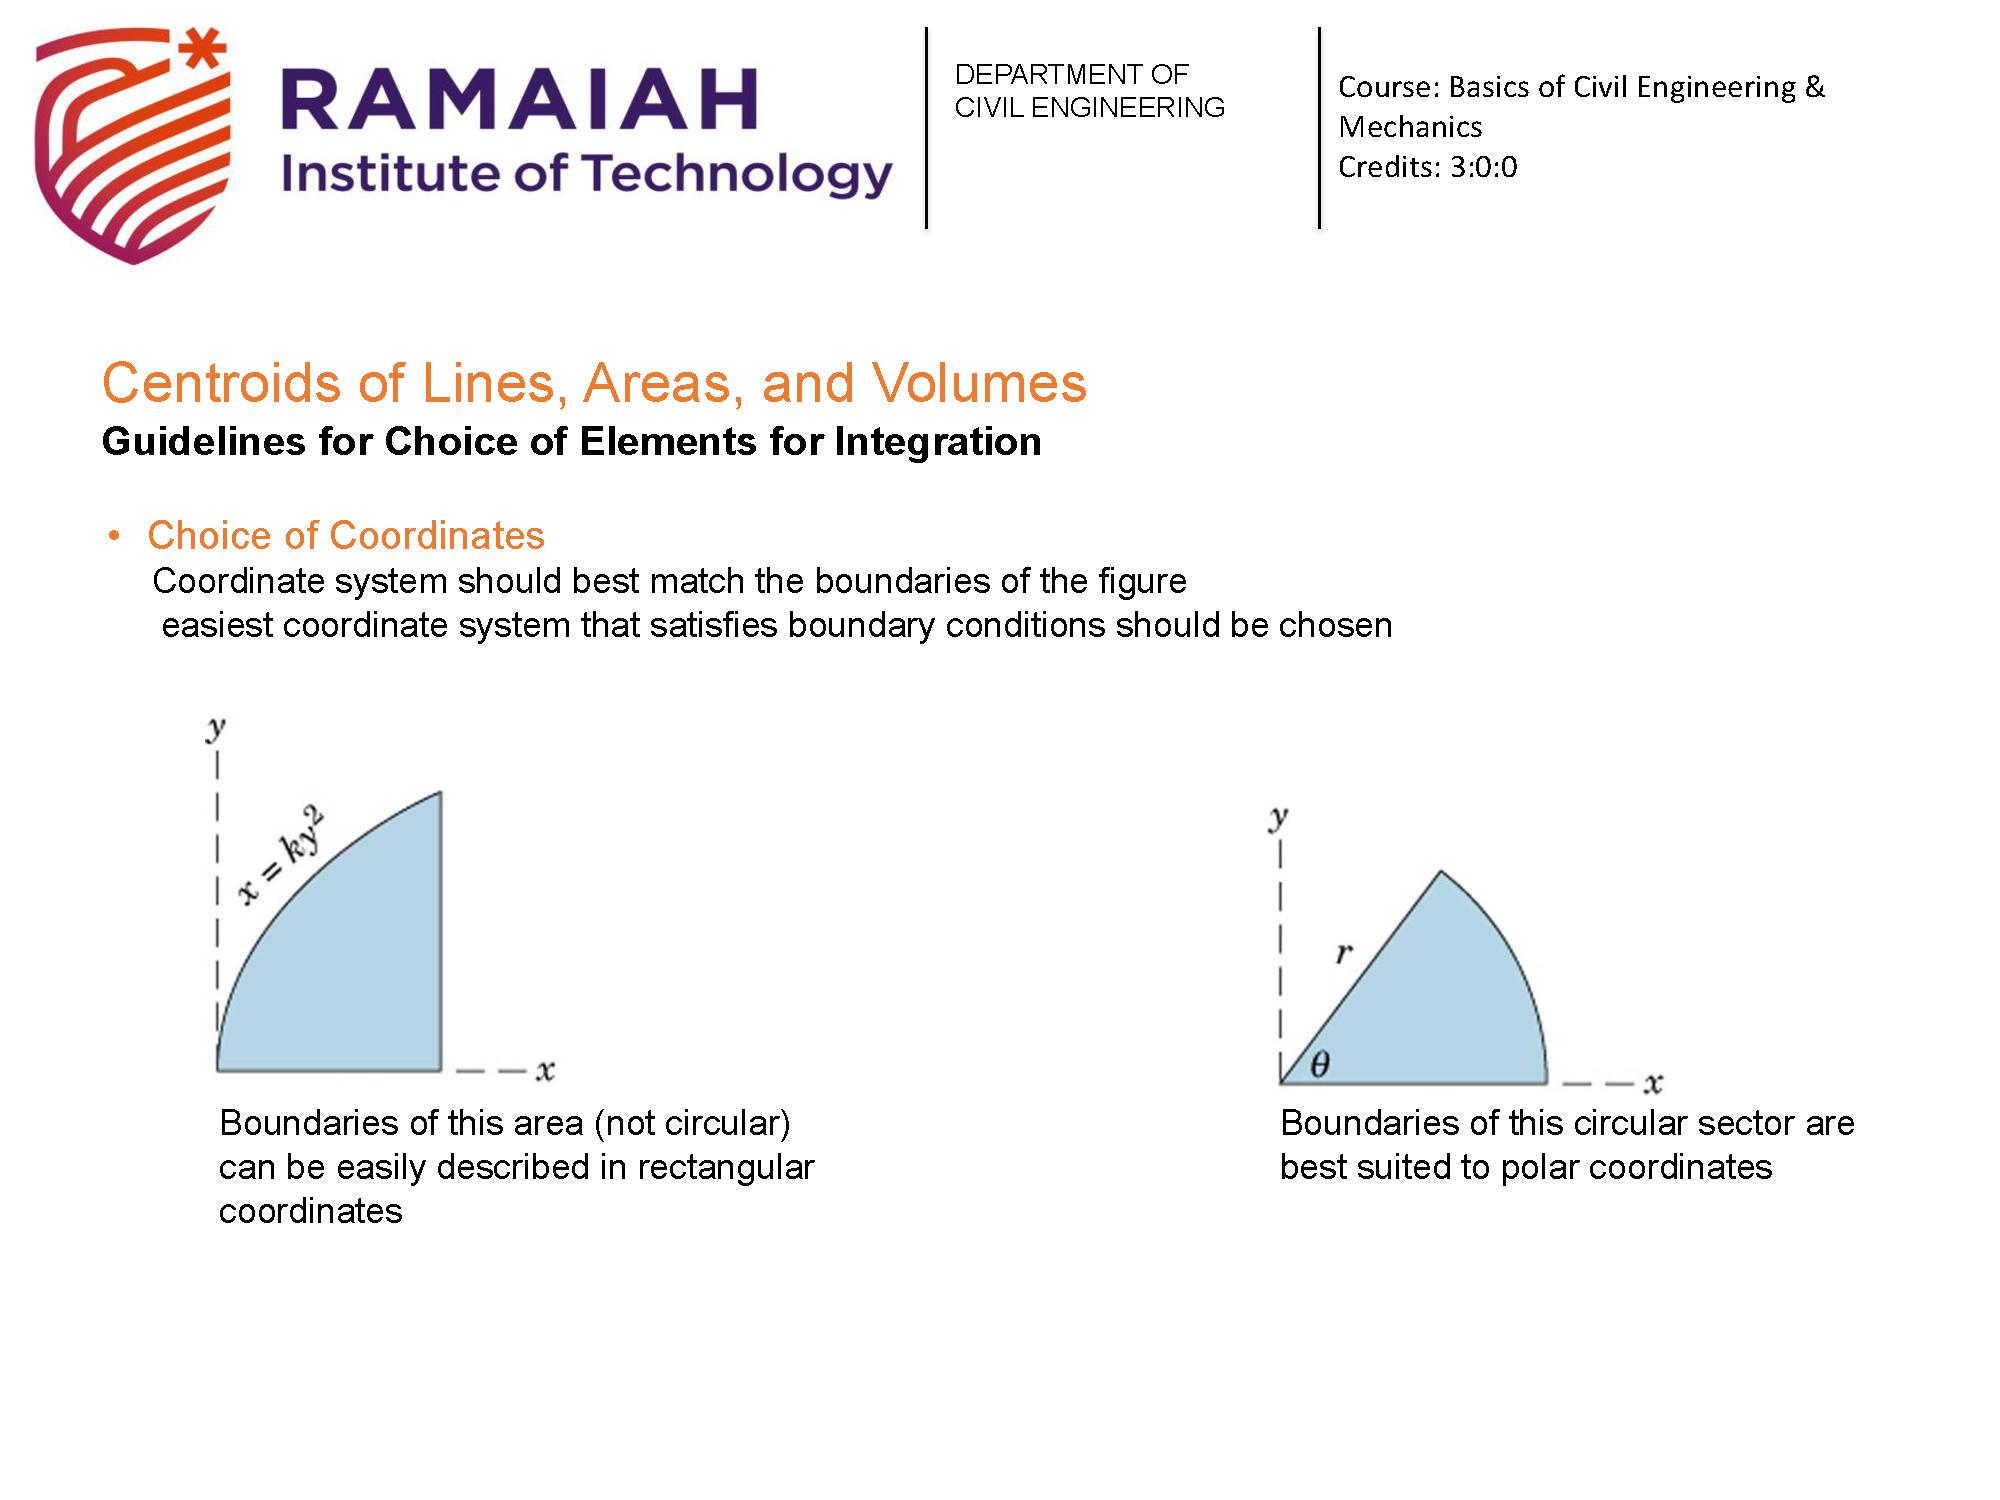 RAMAIAH
Institute of Technology
DEPARTMENT OF
CIVIL ENGINEERING
Course: Basics of Civil Engineering &
Mechanics
Credits: 3:0:0
Centroids of Lines, Areas, and Volumes
Guidelines for Choice of Elements for Integration
• Choice of Coordinates
Coordinate system should best match the boundaries of the figure
easiest coordinate system that satisfies boundary conditions should be chosen
y
x = ky²
x
Boundaries of this area (not circular)
can be easily described in rectangular
coordinates
y
r
θ
x
Boundaries of this circular sector are
best suited to polar coordinates